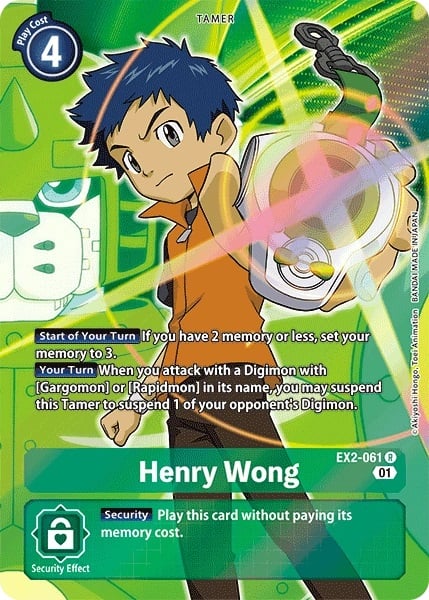 TAMER
Play Cost
4
Start of Your Turn If you have 2 memory or less, set your
memory to 3.
Your Turn When you attack with a Digimon with
[Gargomon] or [Rapidmon] in its name, you may suspend
this Tamer to suspend 1 of your opponent's Digimon.
©Akiyoshi Hongo, Toei Animation BANDAI MADE IN JAPAN
EX2-061 R
01
Henry Wong
Security Play this card without paying its
memory cost.
Security Effect